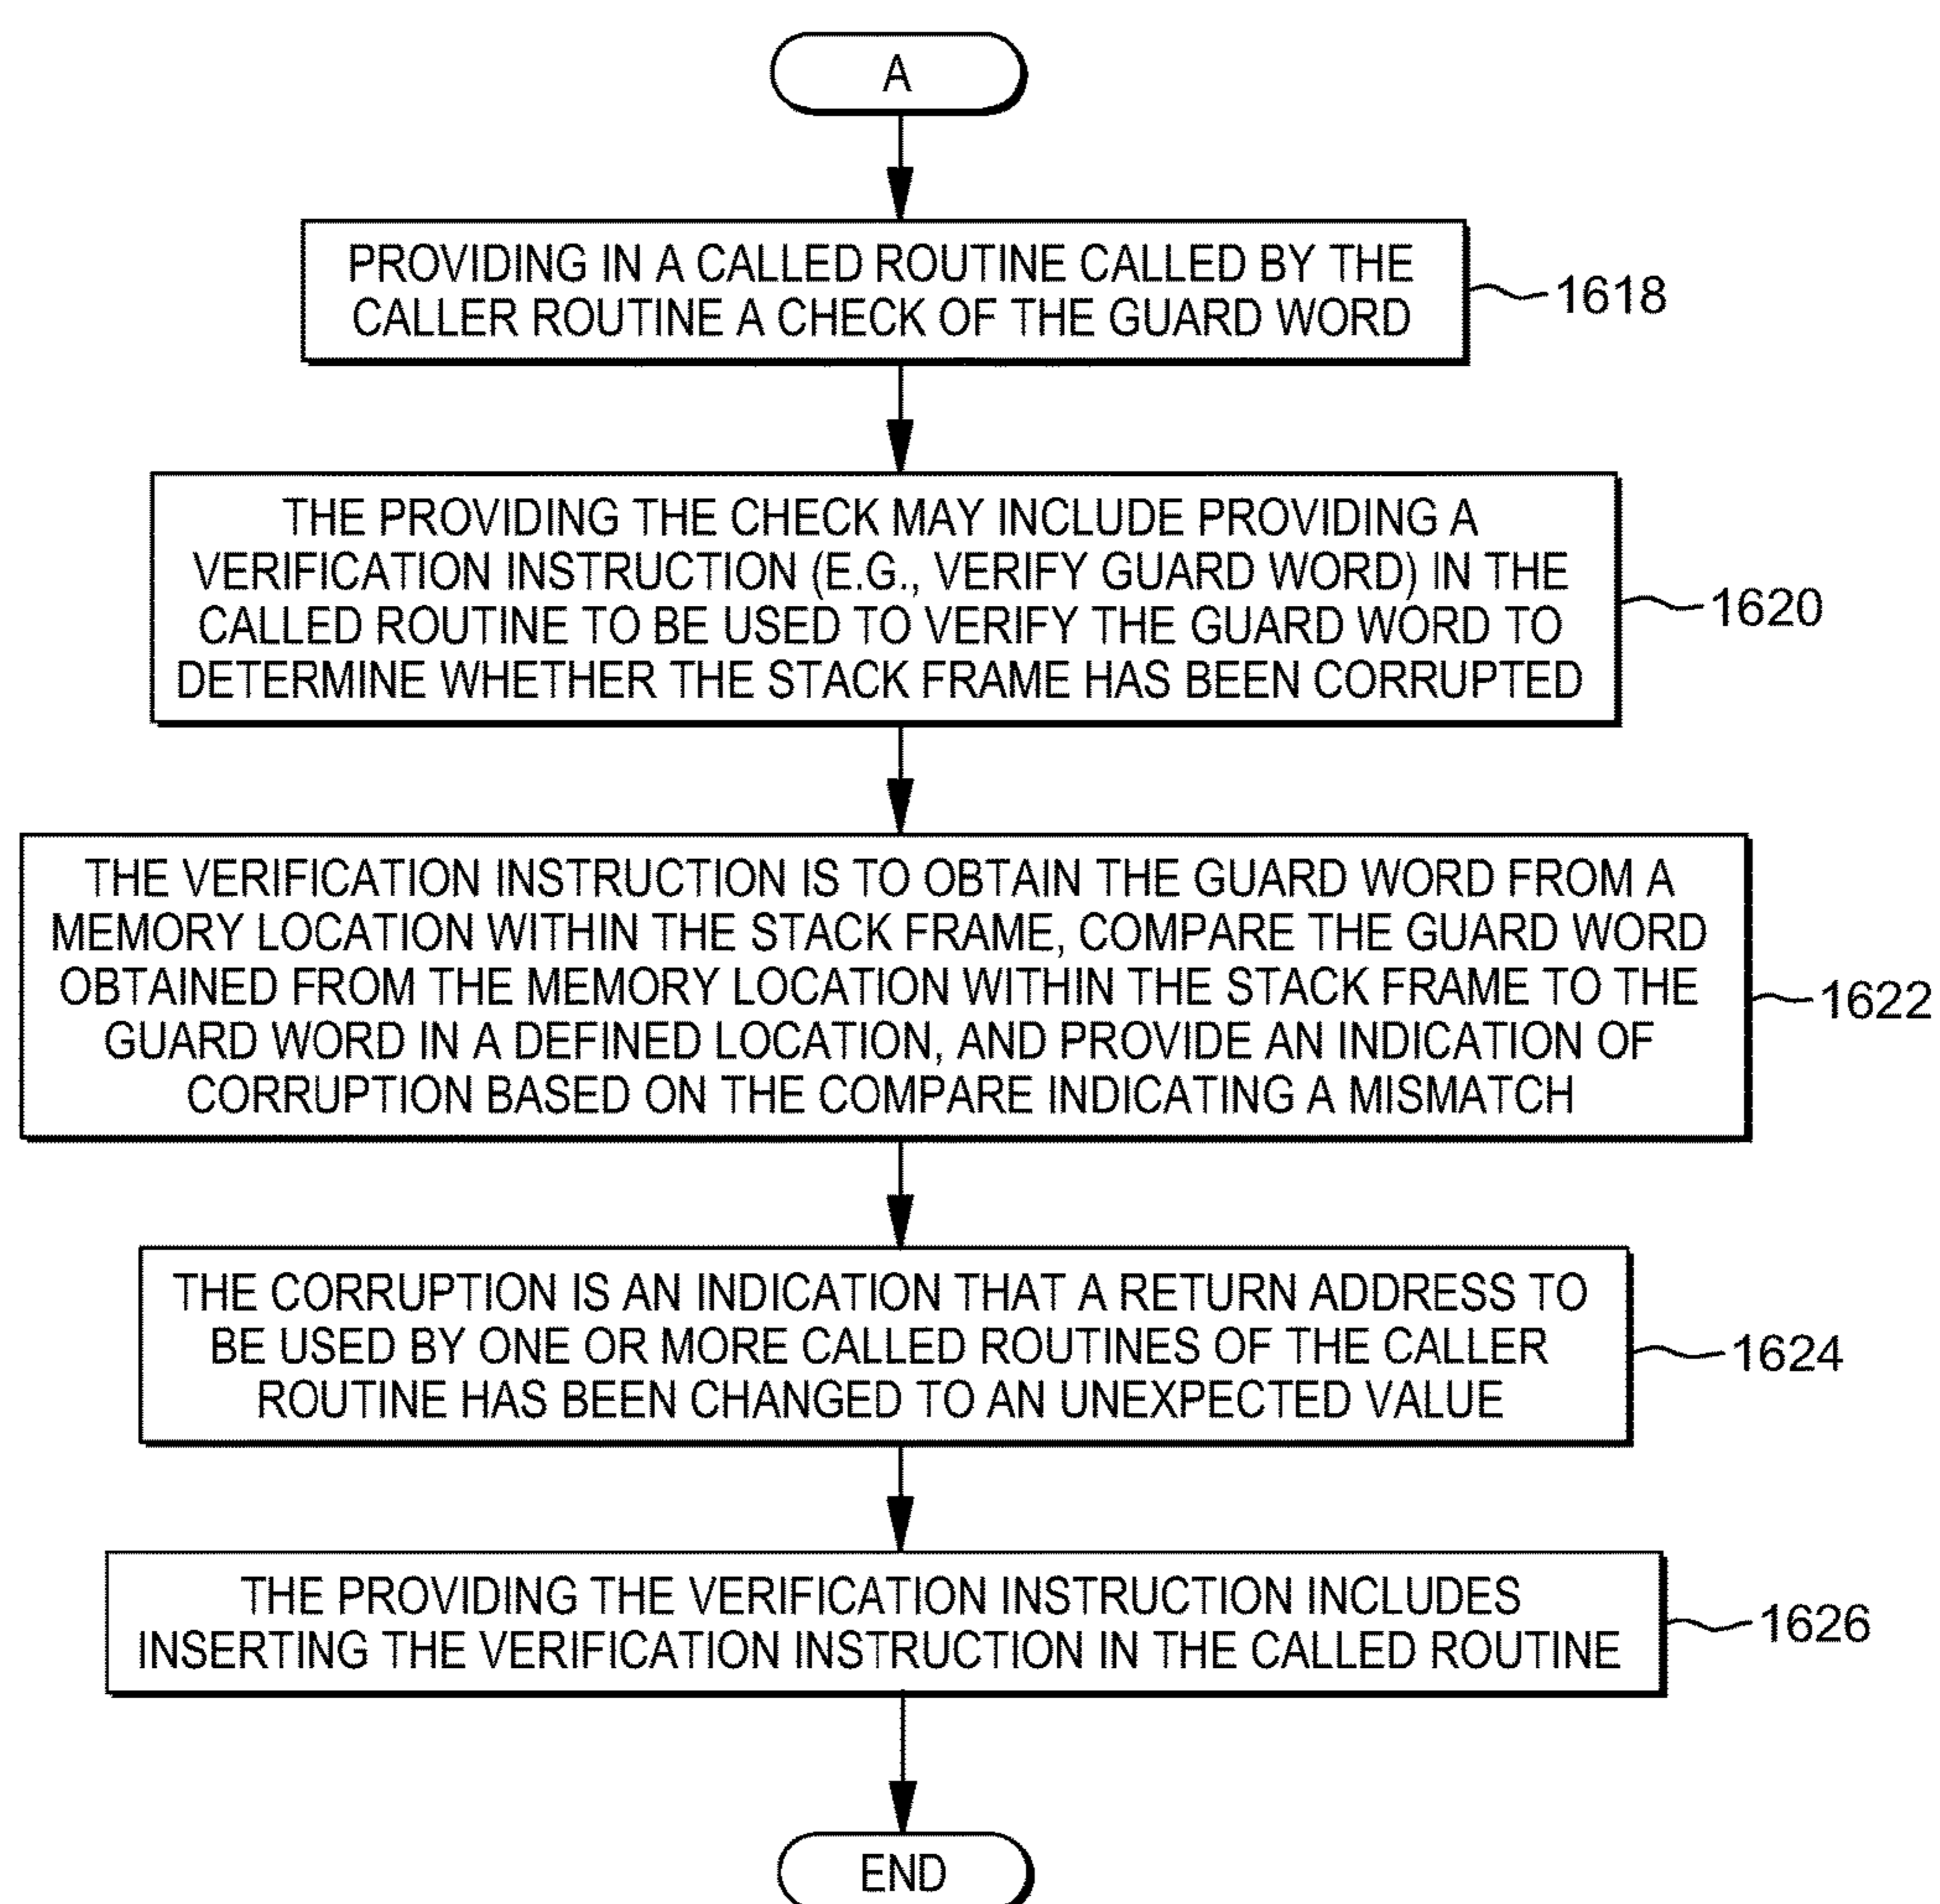 A
PROVIDING IN A CALLED ROUTINE CALLED BY THE
CALLER ROUTINE A CHECK OF THE GUARD WORD
1618
THE PROVIDING THE CHECK MAY INCLUDE PROVIDING A
VERIFICATION INSTRUCTION (E.G., VERIFY GUARD WORD) IN THE
CALLED ROUTINE TO BE USED TO VERIFY THE GUARD WORD TO
DETERMINE WHETHER THE STACK FRAME HAS BEEN CORRUPTED
1620
THE VERIFICATION INSTRUCTION IS TO OBTAIN THE GUARD WORD FROM A
MEMORY LOCATION WITHIN THE STACK FRAME, COMPARE THE GUARD WORD
OBTAINED FROM THE MEMORY LOCATION WITHIN THE STACK FRAME TO THE
GUARD WORD IN A DEFINED LOCATION, AND PROVIDE AN INDICATION OF
CORRUPTION BASED ON THE COMPARE INDICATING A MISMATCH
1622
THE CORRUPTION IS AN INDICATION THAT A RETURN ADDRESS TO
BE USED BY ONE OR MORE CALLED ROUTINES OF THE CALLER
ROUTINE HAS BEEN CHANGED TO AN UNEXPECTED VALUE
1624
THE PROVIDING THE VERIFICATION INSTRUCTION INCLUDES
INSERTING THE VERIFICATION INSTRUCTION IN THE CALLED ROUTINE
1626
END